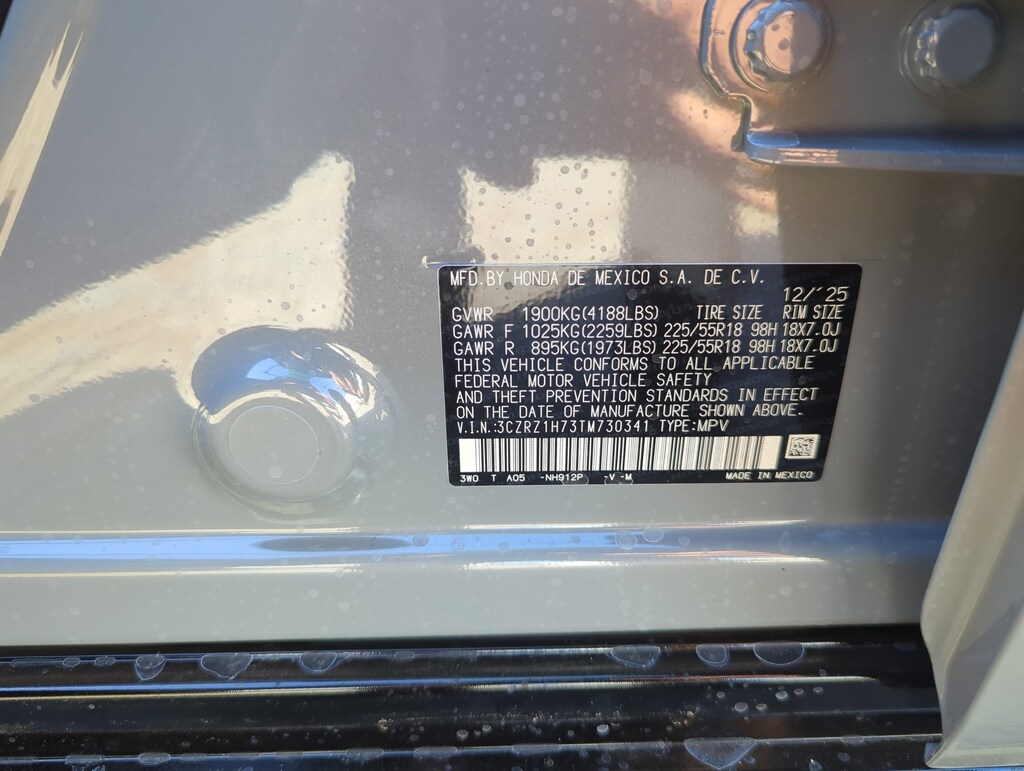 MFD.BY HONDA DE MEXICO S.A. DE C.V.
12/´25
GVWR 1900KG(4188LBS) TIRE SIZE RIM SIZE
GAWR F 1025KG(2259LBS) 225/55R18 98H 18X7.0J
GAWR R 895KG(1973LBS) 225/55R18 98H 18X7.0J
THIS VEHICLE CONFORMS TO ALL APPLICABLE
FEDERAL MOTOR VEHICLE SAFETY
AND THEFT PREVENTION STANDARDS IN EFFECT
ON THE DATE OF MANUFACTURE SHOWN ABOVE.
V.I.N.:3CZRZ1H73TM730341 TYPE:MPV
3W0 T A05 -NH912P -V -M MADE IN MEXICO